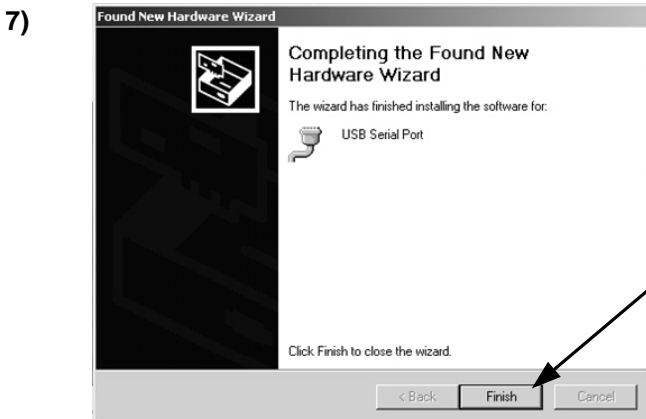 7)
Found New Hardware Wizard
Completing the Found New
Hardware Wizard
The wizard has finished installing the software for:
USB Serial Port
Click Finish to close the wizard.
< Back
Finish
Cancel